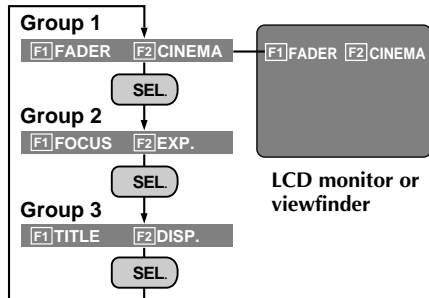 Group 1
F1 FADER F2 CINEMA
SEL.
Group 2
F1 FOCUS F2 EXP.
SEL.
Group 3
F1 TITLE F2 DISP.
SEL.
F1 FADER F2 CINEMA
LCD monitor or
viewfinder